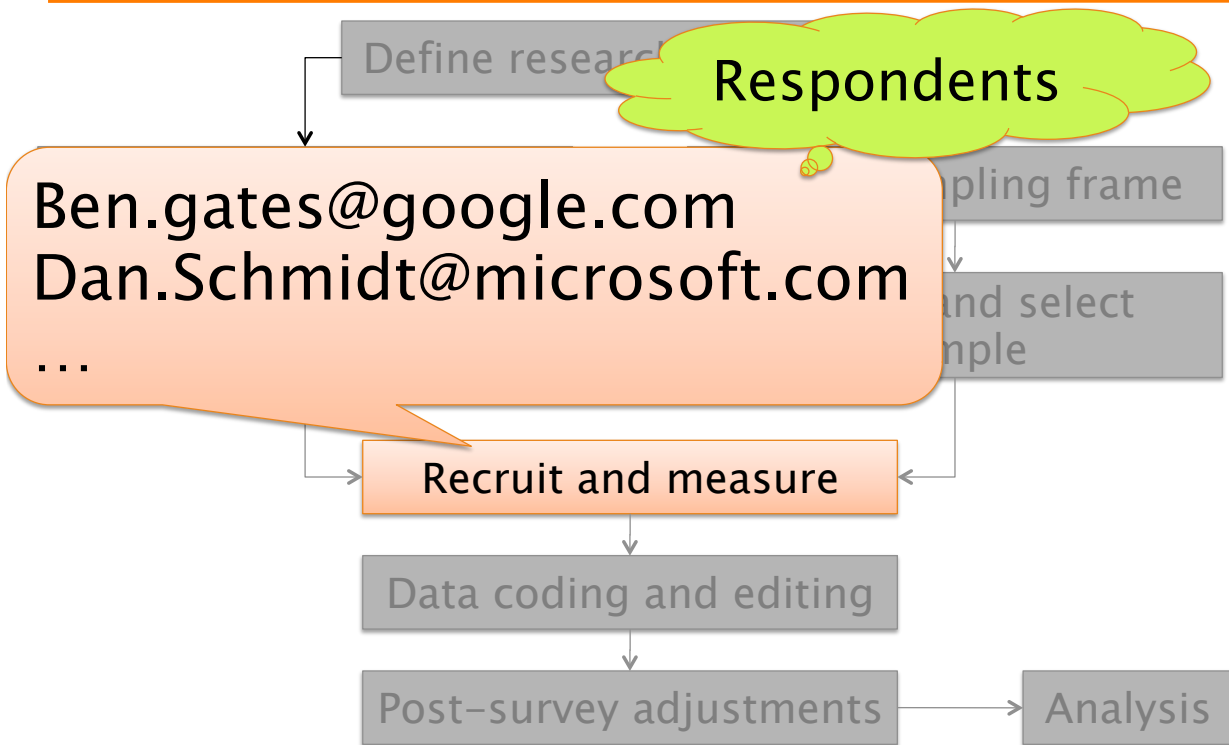 Define research
Respondents
Ben.gates@google.com
Dan.Schmidt@microsoft.com
…
pling frame
and select
mple
Recruit and measure
Data coding and editing
Post-survey adjustments
Analysis